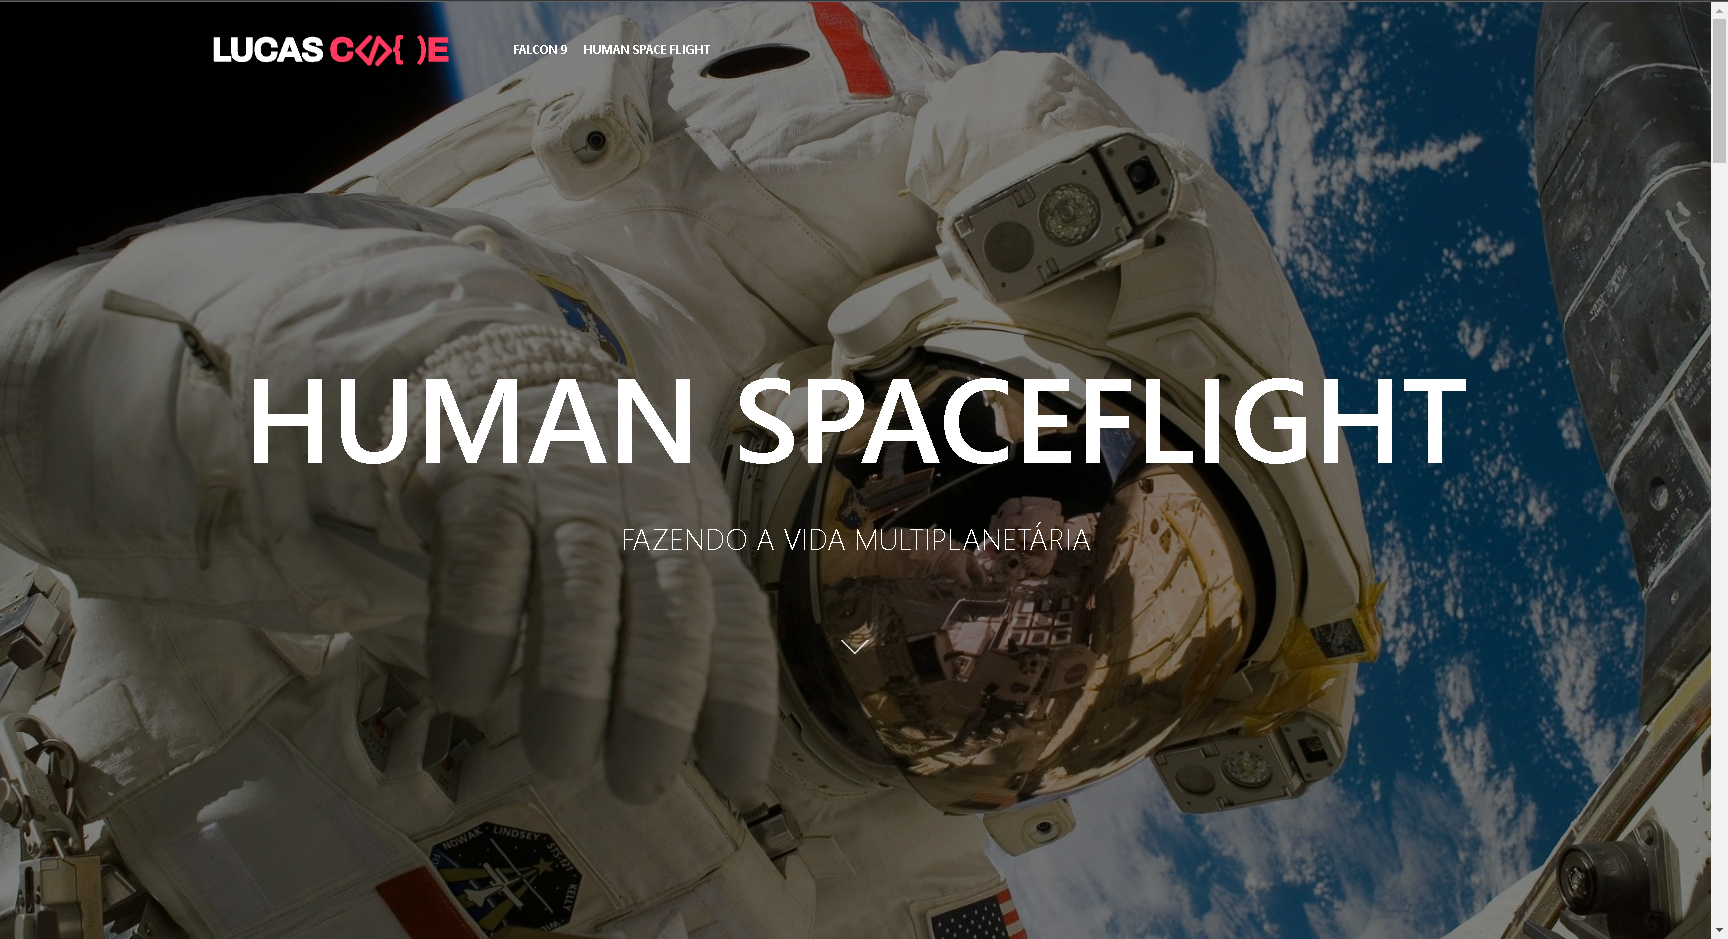 LUCAS C</>{ }E
FALCON 9 HUMAN SPACE FLIGHT
HUMAN SPACEFLIGHT
FAZENDO A VIDA MULTIPLANETÁRIA
NOWAK · LINDSEY · STS-121
KELLY